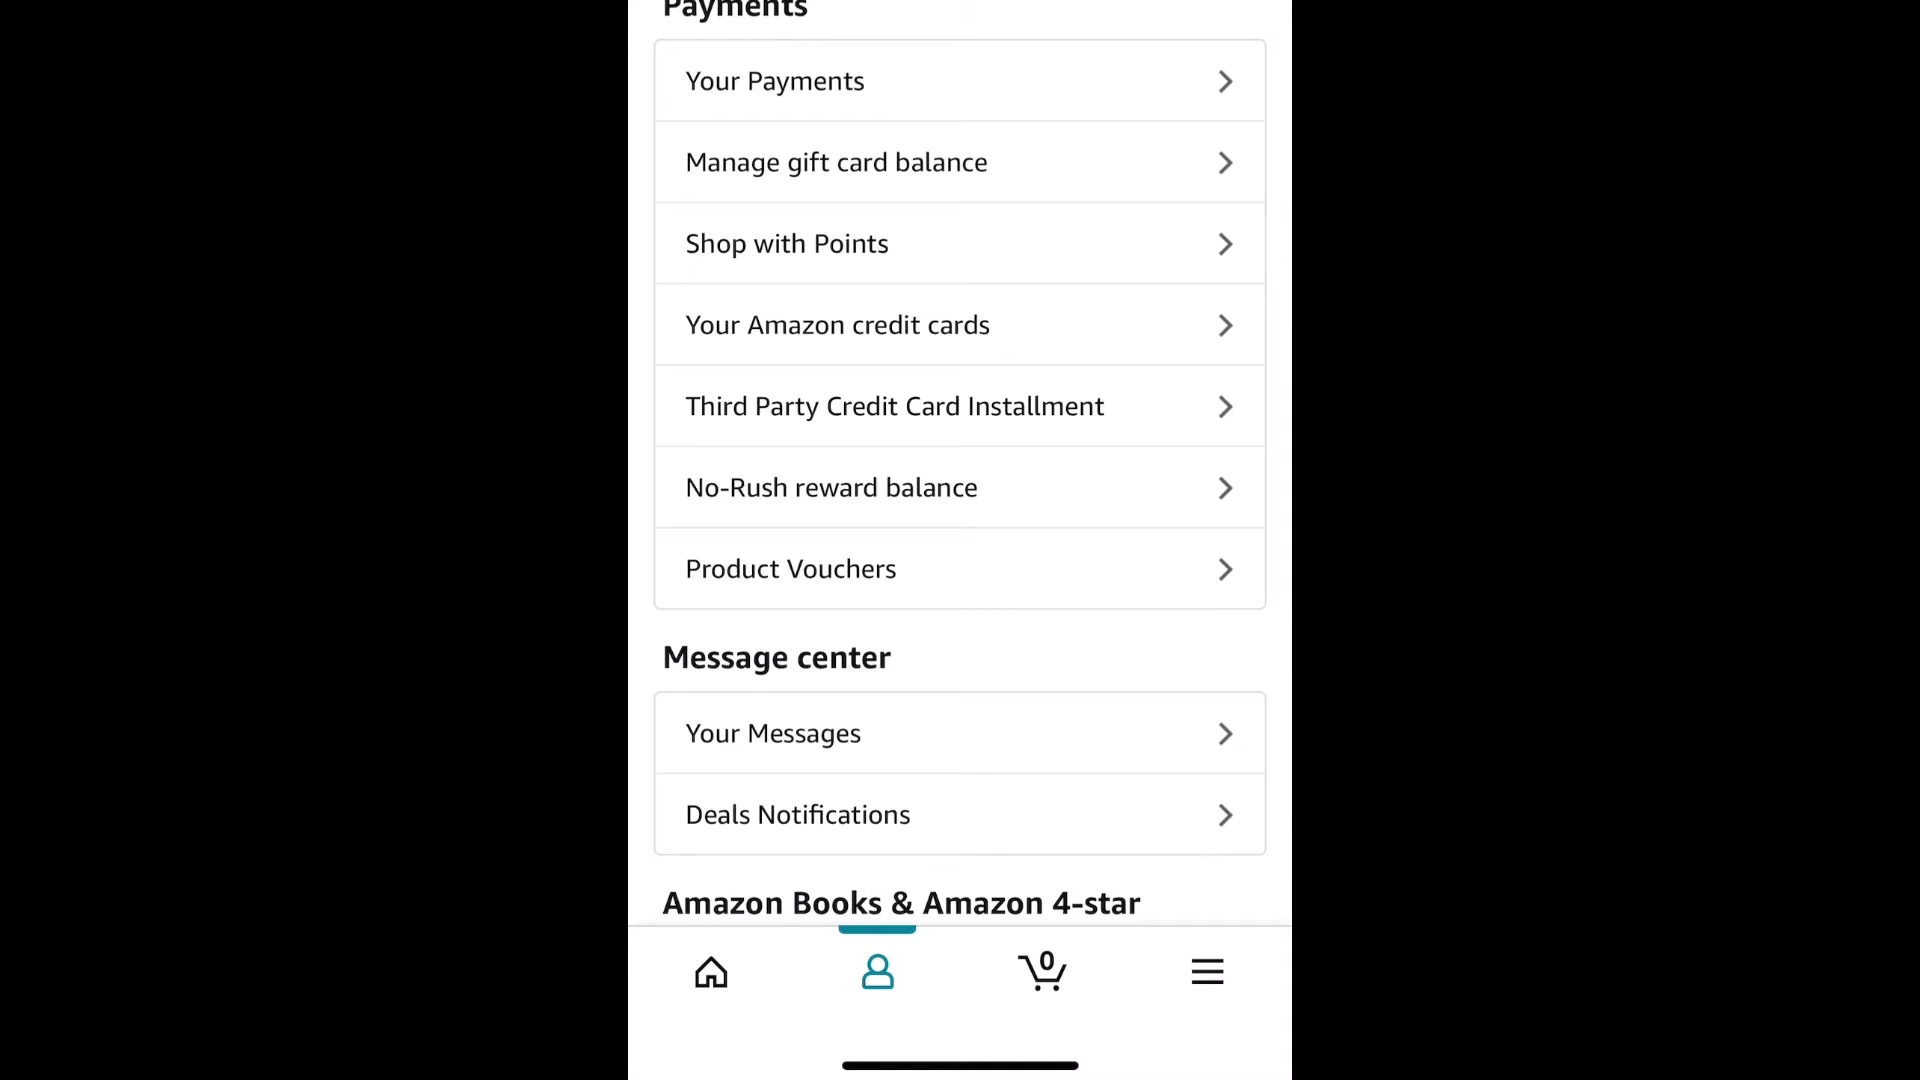 Payments
Your Payments
Manage gift card balance
Shop with Points
Your Amazon credit cards
Third Party Credit Card Installment
No-Rush reward balance
Product Vouchers
Message center
Your Messages
Deals Notifications
Amazon Books & Amazon 4-star
0